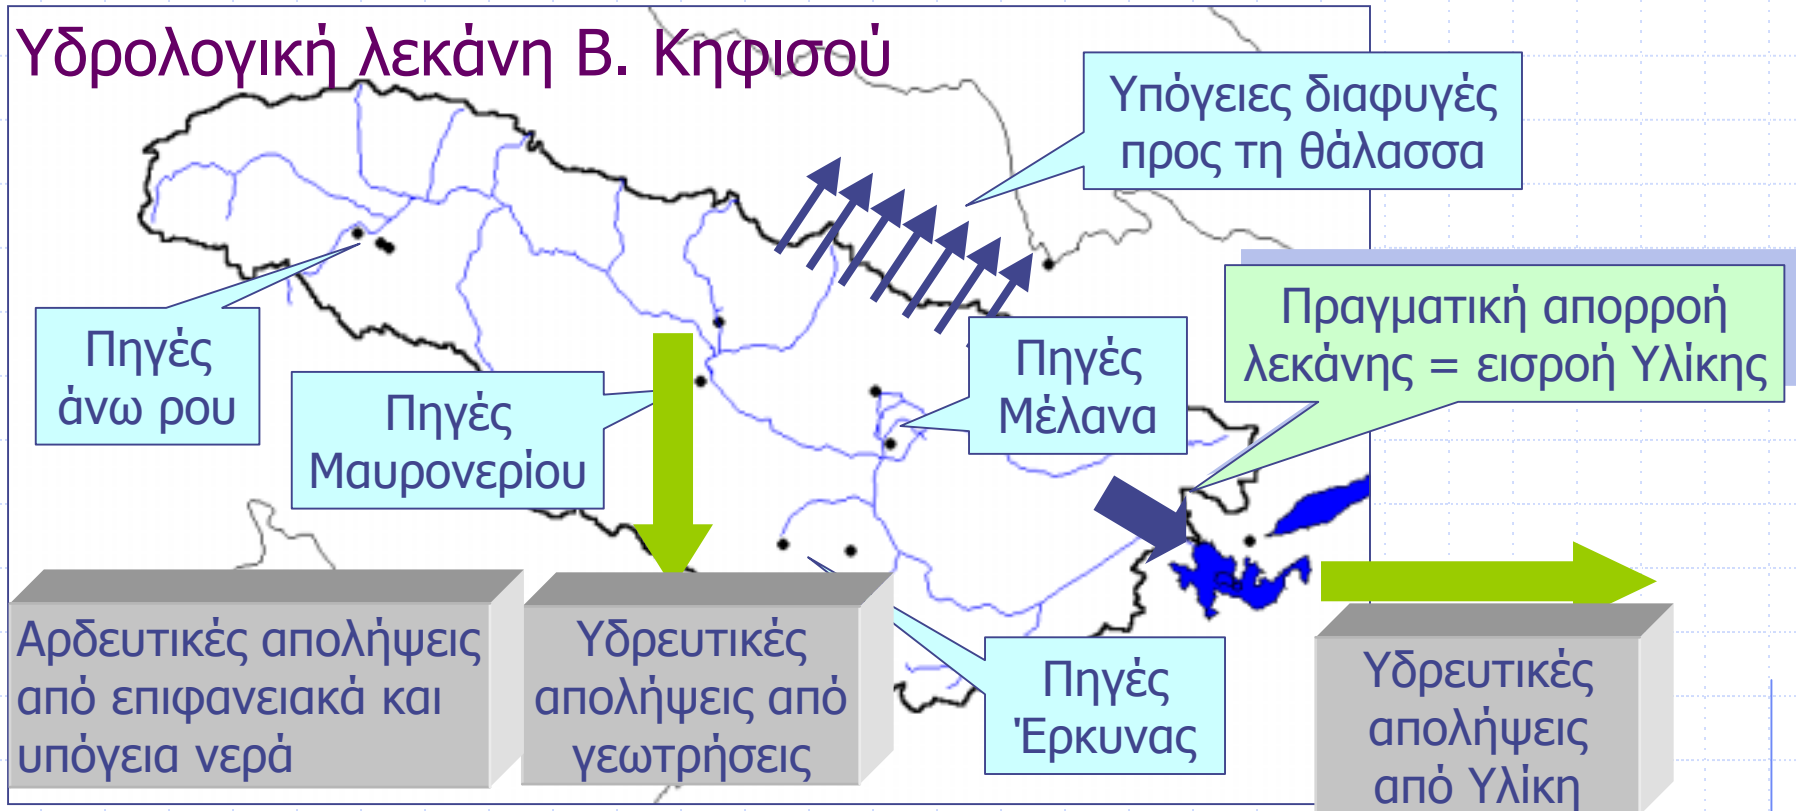 Υδρολογική λεκάνη Β. Κηφισού
Υπόγειες διαφυγές
προς τη θάλασσα
Πραγματική απορροή
λεκάνης = εισροή Υλίκης
Πηγές
άνω ρου
Πηγές
Μαυρονερίου
Πηγές
Μέλανα
Αρδευτικές απολήψεις
από επιφανειακά και
υπόγεια νερά
Υδρευτικές
απολήψεις από
γεωτρήσεις
Πηγές
Έρκυνας
Υδρευτικές
απολήψεις
από Υλίκη